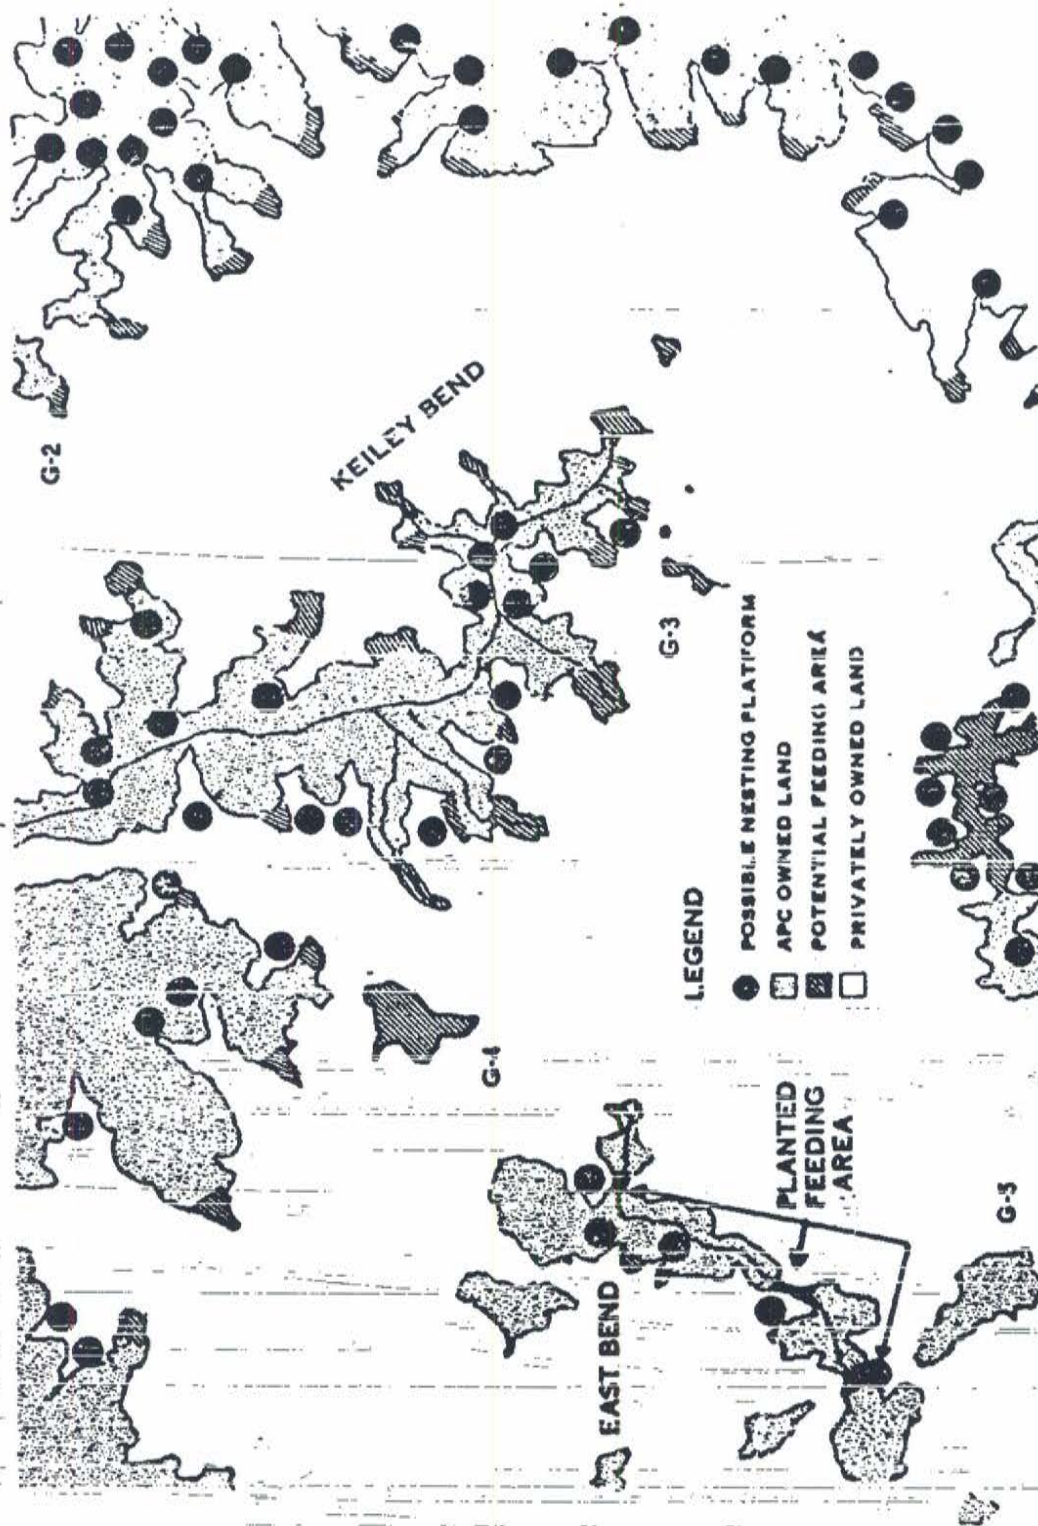 G-2
KEILEY BEND
G-3
LEGEND
POSSIBLE NESTING PLATFORM
APC OWNED LAND
POTENTIAL FEEDING AREA
PRIVATELY OWNED LAND
G-4
PLANTED
FEEDING
AREA
EAST BEND
G-5